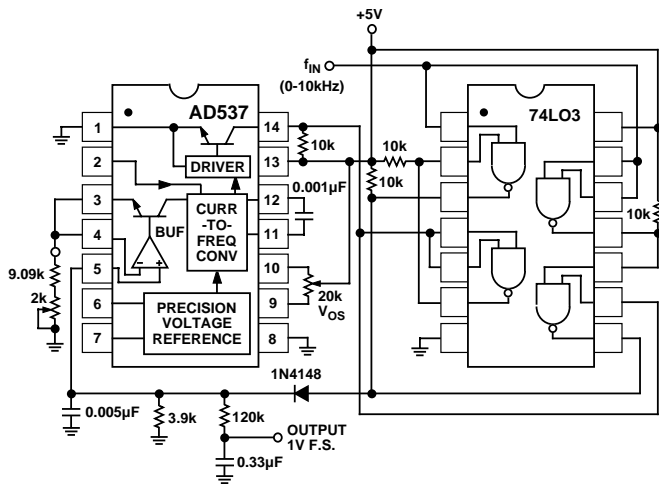 +5V
fIN
(0-10kHz)
AD537
74LO3
1
14
10k
2
13
DRIVER
10k
10k
3
12
0.001µF
CURR
-TO-
FREQ
CONV
BUF
4
11
10k
9.09k
5
10
– +
20k
VOS
2k
6
9
PRECISION
VOLTAGE
REFERENCE
7
8
1N4148
0.005µF
3.9k
120k
OUTPUT
1V F.S.
0.33µF